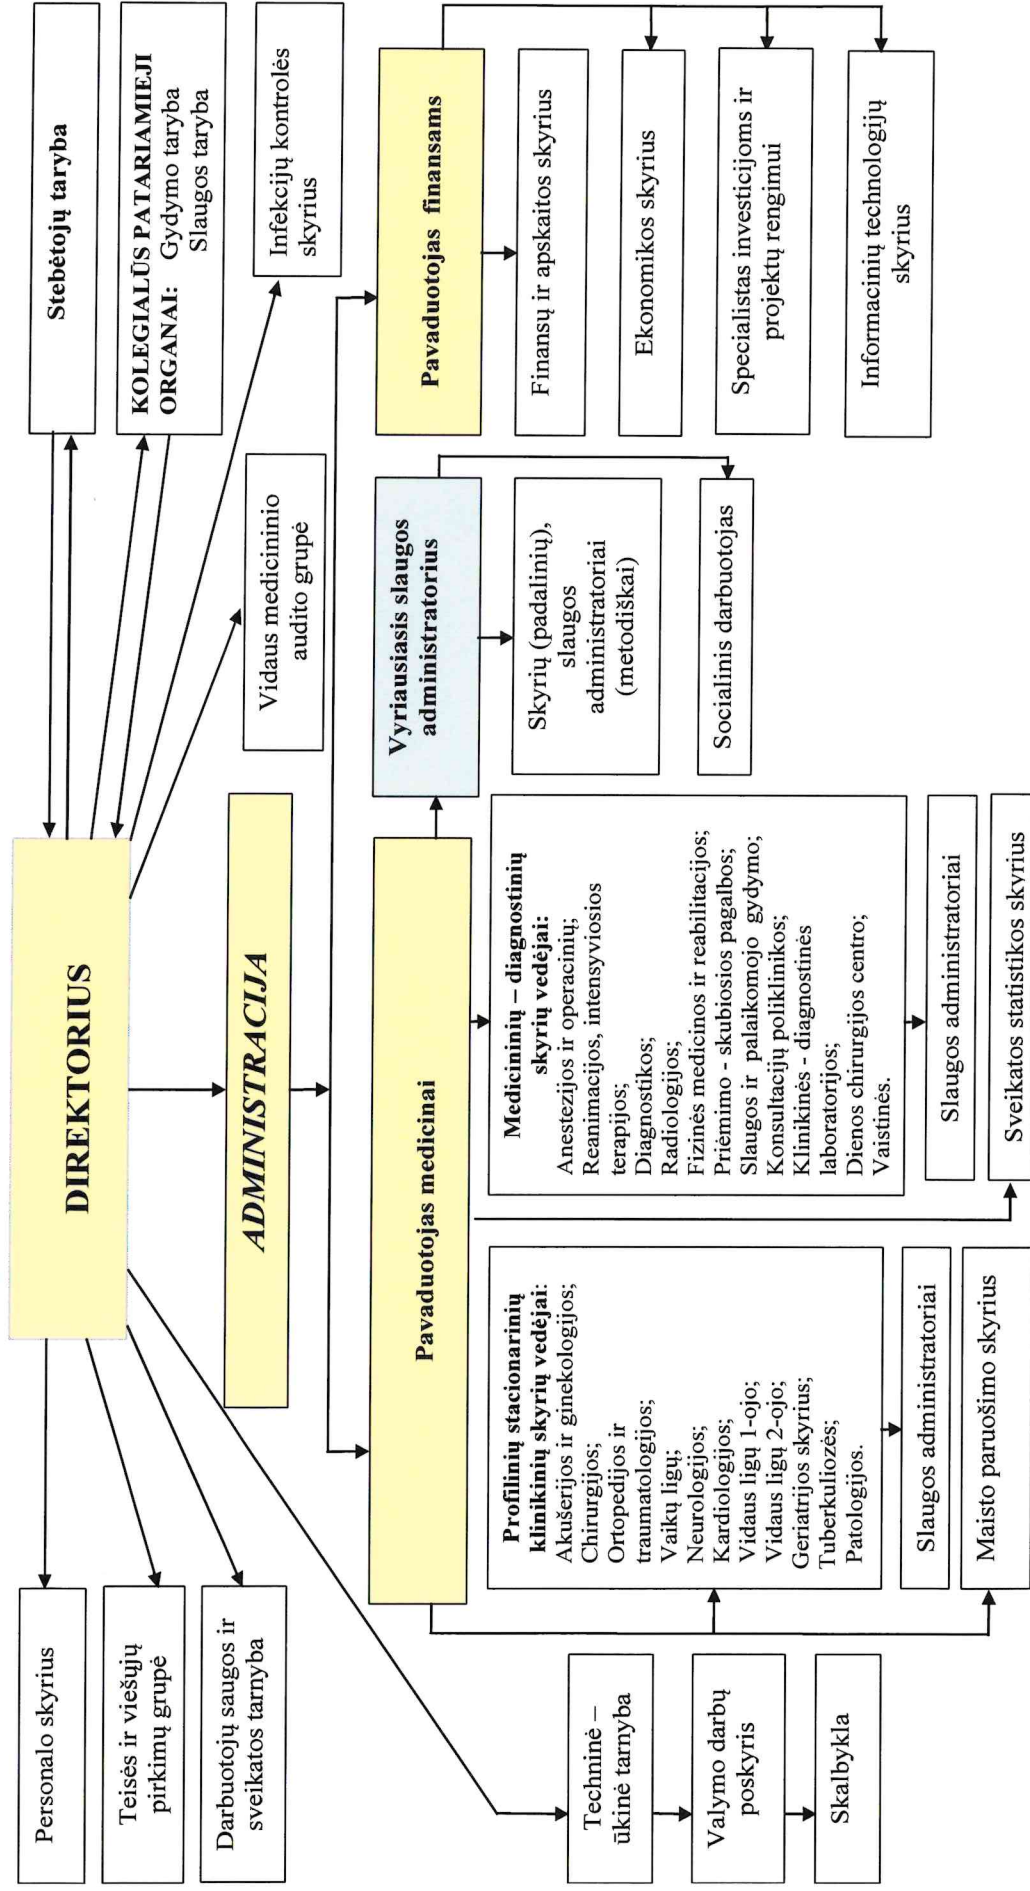 DIREKTORIUS
Stebėtojų taryba
KOLEGIALŪS PATARIAMIEJI
ORGANAI: Gydymo taryba
Slaugos taryba
Infekcijų kontrolės
skyrius
Vidaus medicininio
audito grupė
Personalo skyrius
Teisės ir viešųjų
pirkimų grupė
Darbuotojų saugos ir
sveikatos tarnyba
ADMINISTRACIJA
Techninė –
ūkinė tarnyba
Valymo darbų
poskyris
Skalbykla
Pavaduotojas medicinai
Profilinių stacionarinių
klinikinių skyrių vedėjai:
Akušerijos ir ginekologijos;
Chirurgijos;
Ortopedijos ir
traumatologijos;
Vaikų ligų;
Neurologijos;
Kardiologijos;
Vidaus ligų 1-ojo;
Vidaus ligų 2-ojo;
Geriatrijos skyrius;
Tuberkuliozės;
Patologijos.
Slaugos administratoriai
Maisto paruošimo skyrius
Medicininių – diagnostinių
skyrių vedėjai:
Anestezijos ir operacinių;
Reanimacijos, intensyviosios
terapijos;
Diagnostikos;
Radiologijos;
Fizinės medicinos ir reabilitacijos;
Priėmimo - skubiosios pagalbos;
Slaugos ir palaikomojo gydymo;
Konsultacijų poliklinikos;
Klinikinės - diagnostinės
laboratorijos;
Dienos chirurgijos centro;
Vaistinės.
Slaugos administratoriai
Sveikatos statistikos skyrius
Vyriausiasis slaugos
administratorius
Skyrių (padalinių),
slaugos
administratoriai
(metodiškai)
Socialinis darbuotojas
Pavaduotojas finansams
Finansų ir apskaitos skyrius
Ekonomikos skyrius
Specialistas investicijoms ir
projektų rengimui
Informacinių technologijų
skyrius